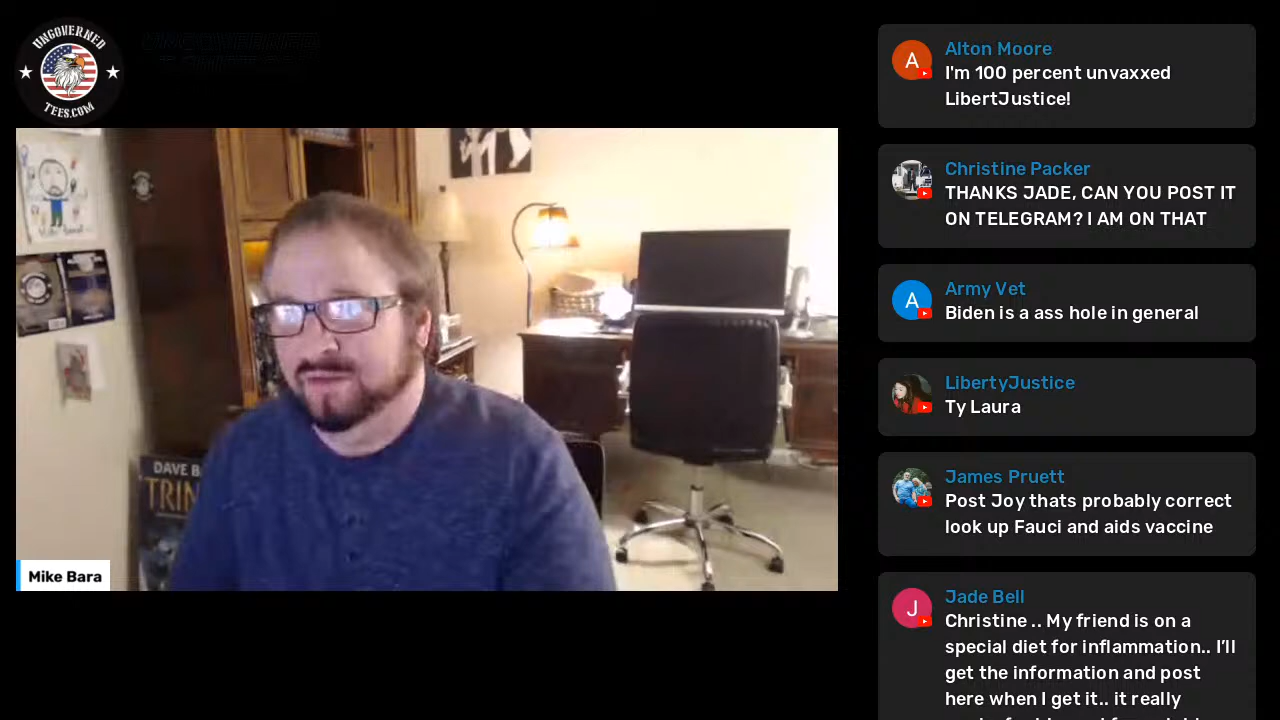 UNGOVERNED
TEES.COM
DAVE B
TRIN
Mike Bara
Alton Moore
I'm 100 percent unvaxxed
LibertJustice!
Christine Packer
THANKS JADE, CAN YOU POST IT
ON TELEGRAM? I AM ON THAT
Army Vet
Biden is a ass hole in general
LibertyJustice
Ty Laura
James Pruett
Post Joy thats probably correct
look up Fauci and aids vaccine
Jade Bell
Christine .. My friend is on a
special diet for inflammation.. I'll
get the information and post
here when I get it.. it really